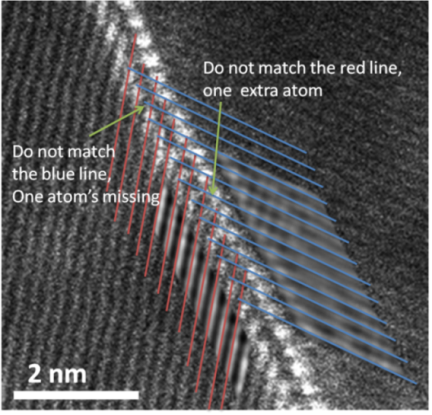 Do not match the red line,
one extra atom
Do not match
the blue line,
One atom's missing
2 nm